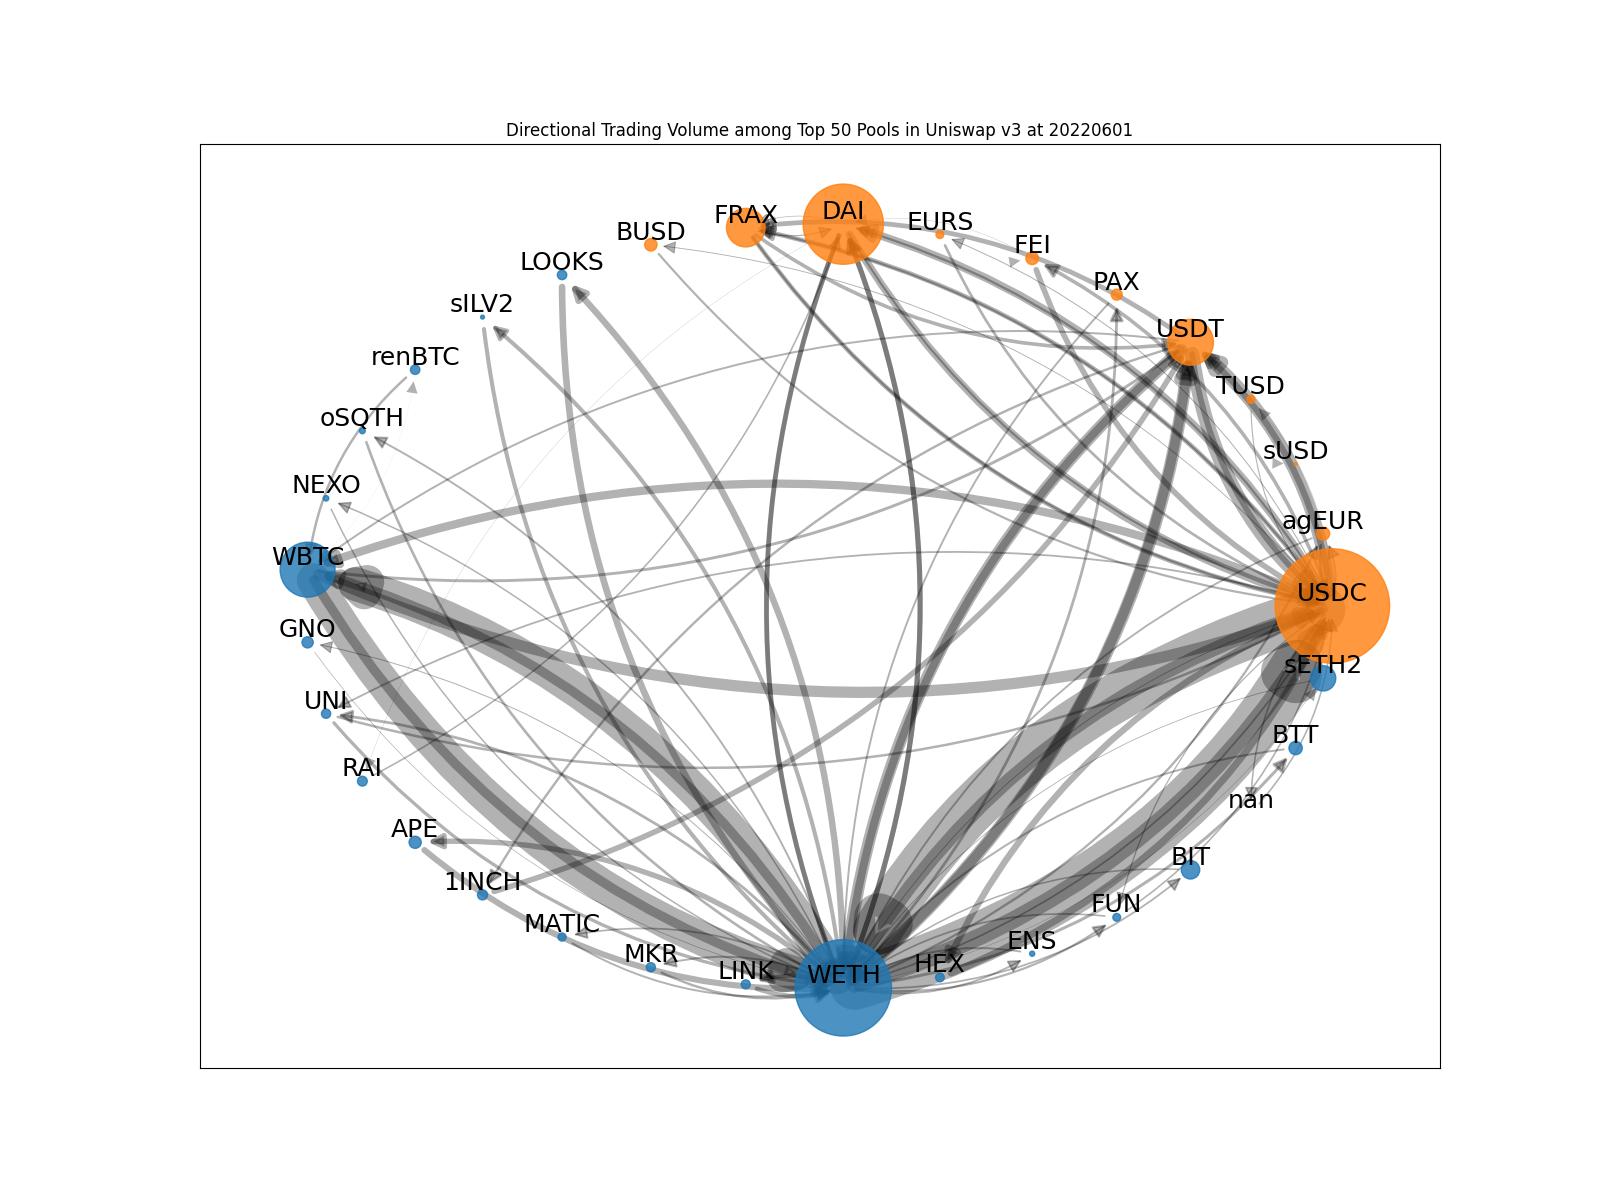 Directional Trading Volume among Top 50 Pools in Uniswap v3 at 20220601
DAI
FRAX
EURS
BUSD
FEI
LOOKS
PAX
sILV2
USDT
renBTC
TUSD
oSQTH
sUSD
NEXO
agEUR
WBTC
USDC
GNO
sETH2
UNI
BTT
RAI
nan
APE
BIT
1INCH
FUN
MATIC
ENS
MKR
HEX
LINK
WETH